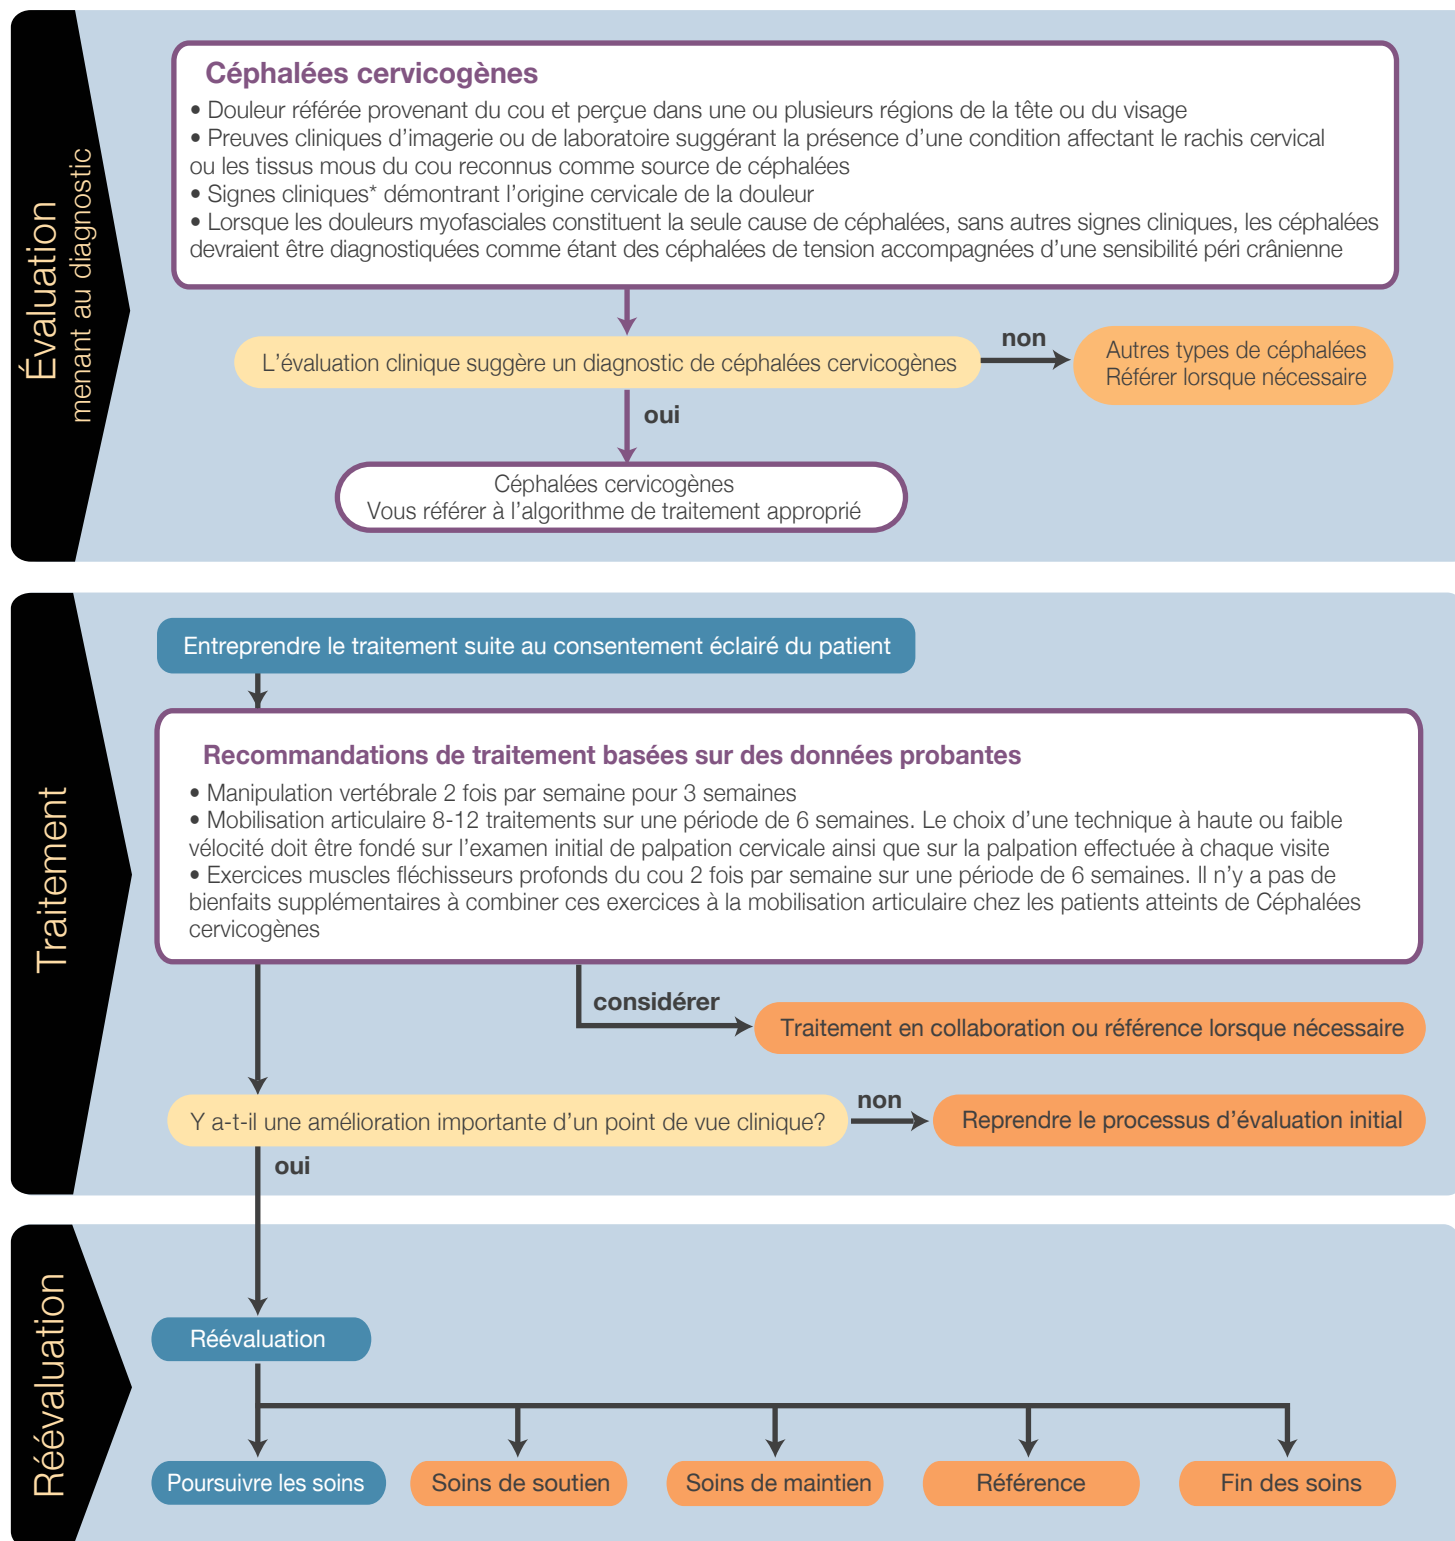 Évaluation
menant au diagnostic
Céphalées cervicogènes
• Douleur référée provenant du cou et perçue dans une ou plusieurs régions de la tête ou du visage
• Preuves cliniques d’imagerie ou de laboratoire suggérant la présence d’une condition affectant le rachis cervical
ou les tissus mous du cou reconnus comme source de céphalées
• Signes cliniques* démontrant l’origine cervicale de la douleur
• Lorsque les douleurs myofasciales constituent la seule cause de céphalées, sans autres signes cliniques, les céphalées
devraient être diagnostiquées comme étant des céphalées de tension accompagnées d’une sensibilité péri crânienne
L’évaluation clinique suggère un diagnostic de céphalées cervicogènes
non
Autres types de céphalées
Référer lorsque nécessaire
oui
Céphalées cervicogènes
Vous référer à l’algorithme de traitement approprié
Traitement
Entreprendre le traitement suite au consentement éclairé du patient
Recommandations de traitement basées sur des données probantes
• Manipulation vertébrale 2 fois par semaine pour 3 semaines
• Mobilisation articulaire 8-12 traitements sur une période de 6 semaines. Le choix d’une technique à haute ou faible
vélocité doit être fondé sur l’examen initial de palpation cervicale ainsi que sur la palpation effectuée à chaque visite
• Exercices muscles fléchisseurs profonds du cou 2 fois par semaine sur une période de 6 semaines. Il n’y a pas de
bienfaits supplémentaires à combiner ces exercices à la mobilisation articulaire chez les patients atteints de Céphalées
cervicogènes
considérer
Traitement en collaboration ou référence lorsque nécessaire
Y a-t-il une amélioration importante d’un point de vue clinique?
non
Reprendre le processus d’évaluation initial
oui
Réévaluation
Réévaluation
Poursuivre les soins
Soins de soutien
Soins de maintien
Référence
Fin des soins